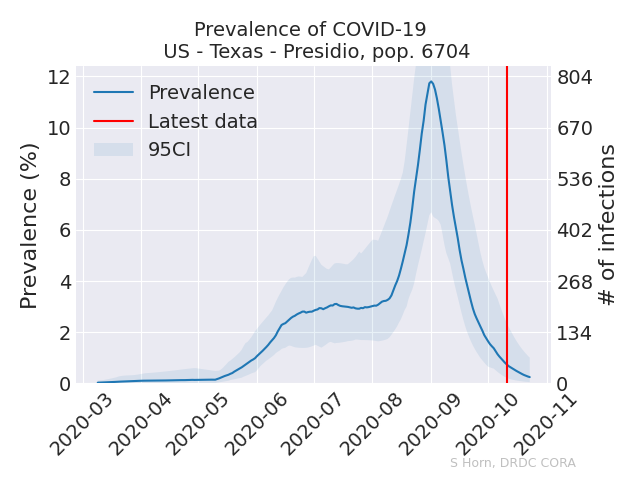 Prevalence of COVID-19
US - Texas - Presidio, pop. 6704
Prevalence
Latest data
95CI
Prevalence (%)
12
10
8
6
4
2
0
804
670
536
402
268
134
0
# of infections
2020-03
2020-04
2020-05
2020-06
2020-07
2020-08
2020-09
2020-10
2020-11
S Horn, DRDC CORA